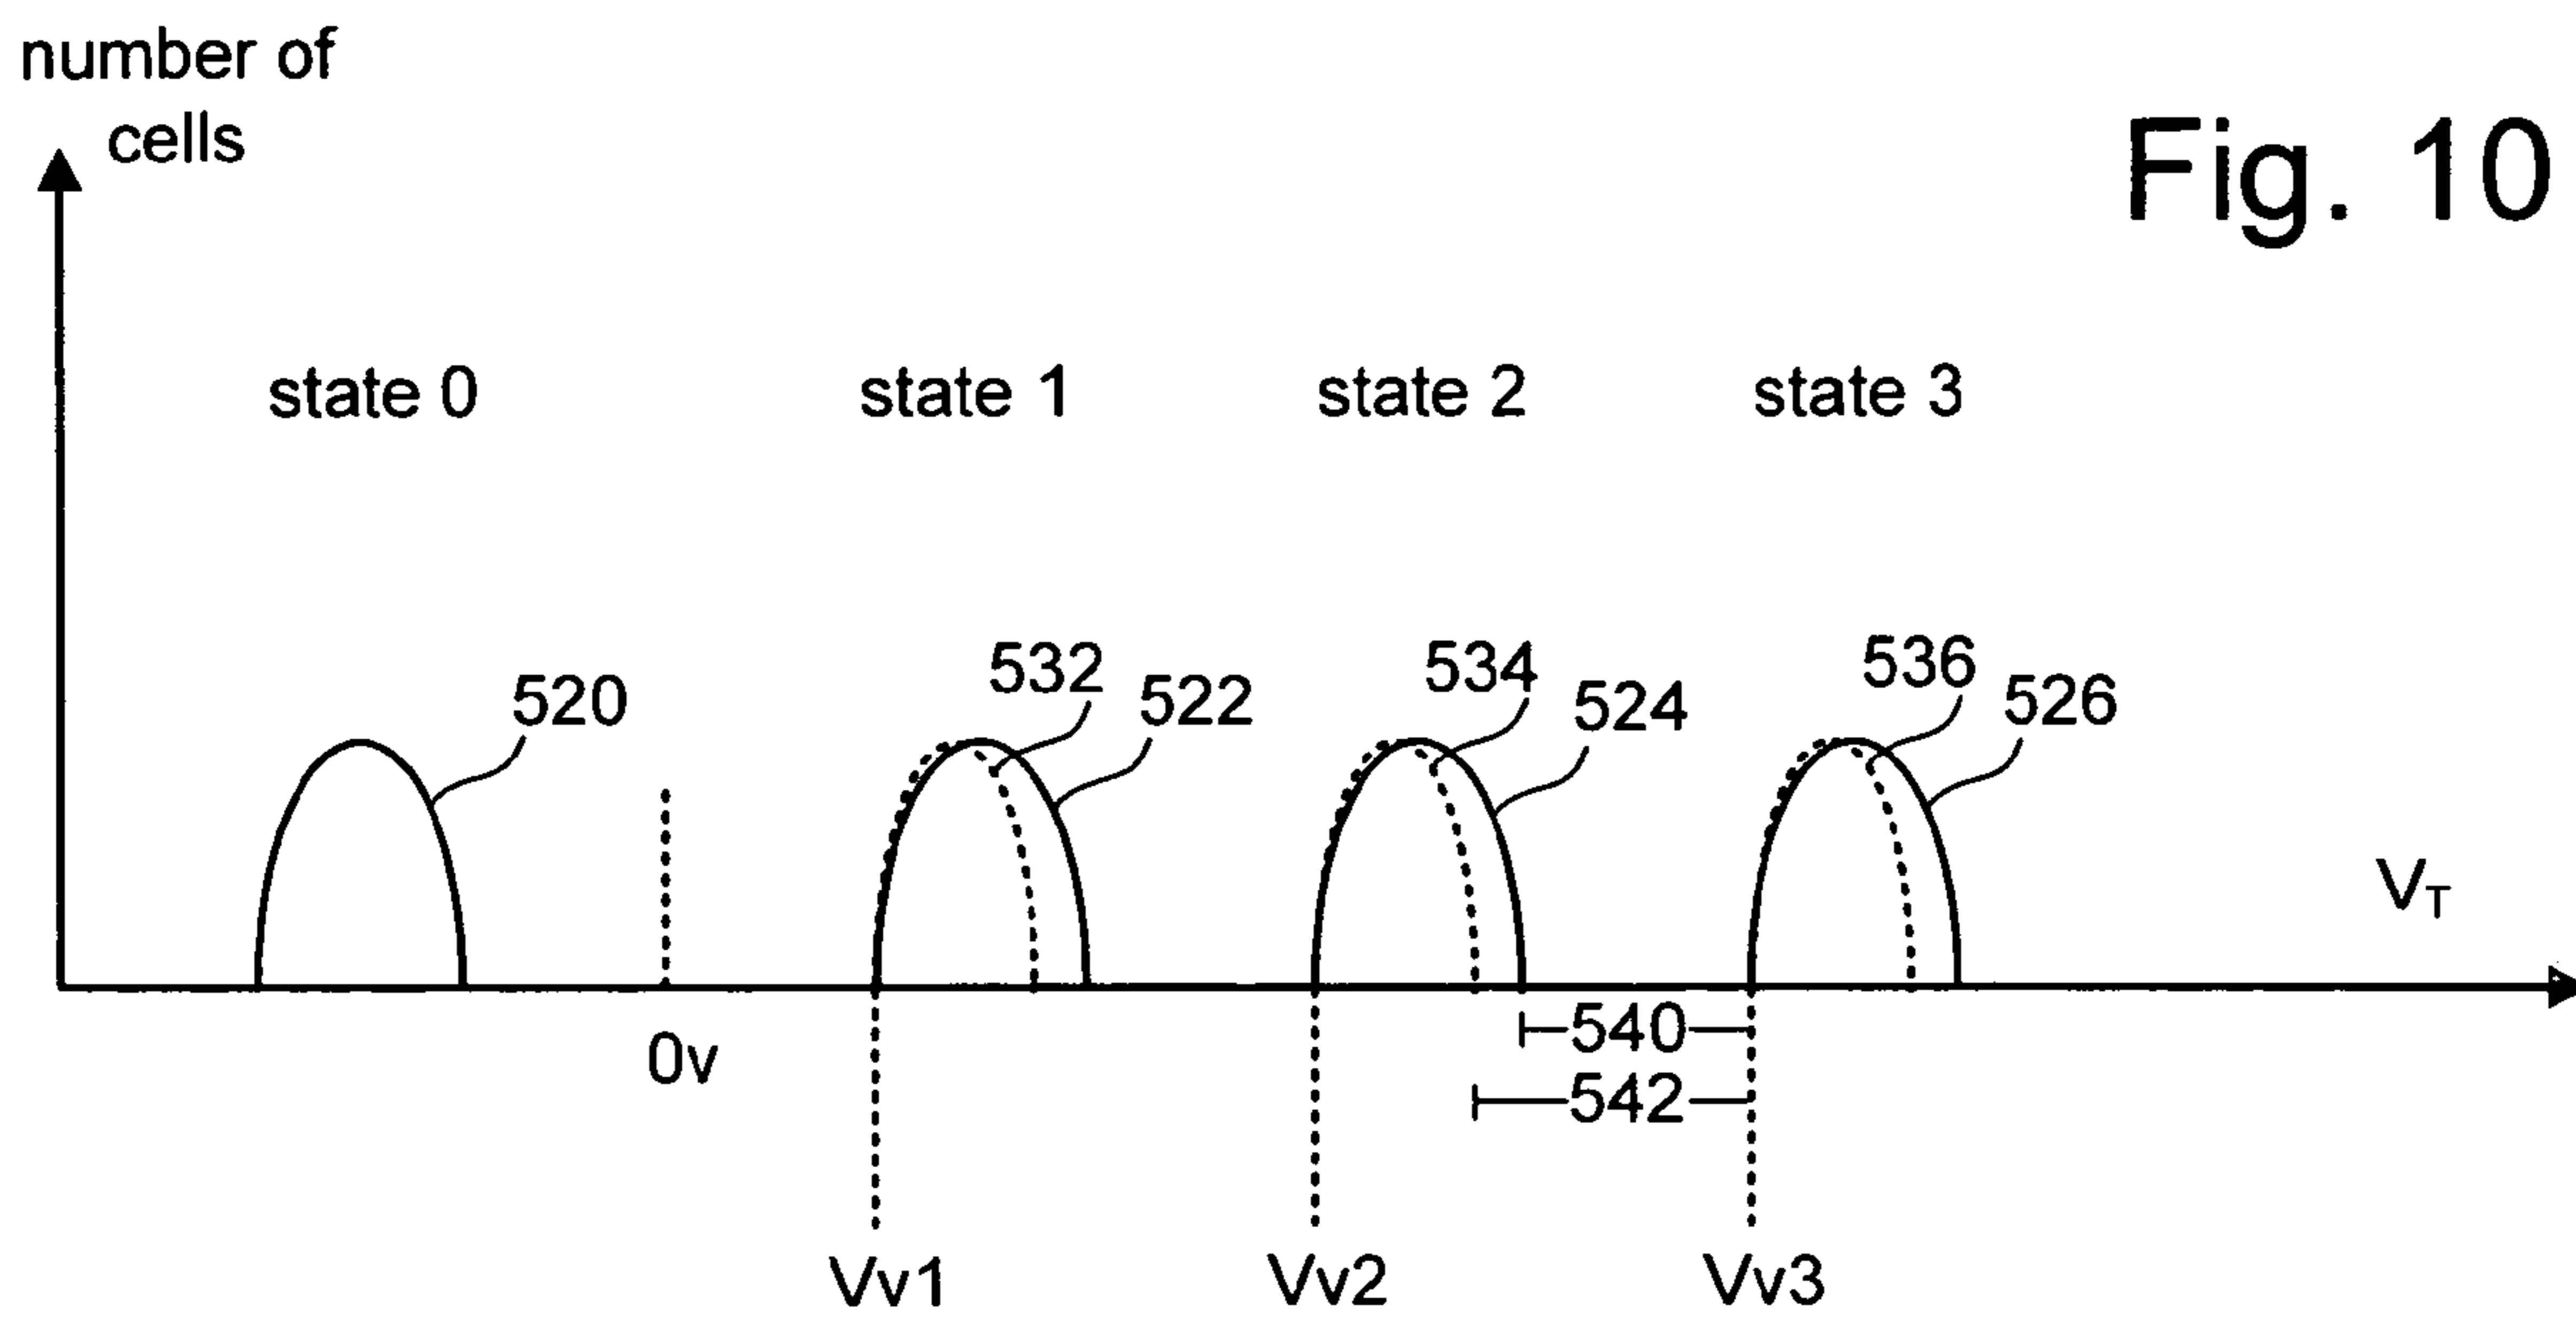 number of
cells
Fig. 10
state 0 state 1 state 2 state 3
520 532 522 534 524 536 526
VT
0v
540
542
Vv1 Vv2 Vv3